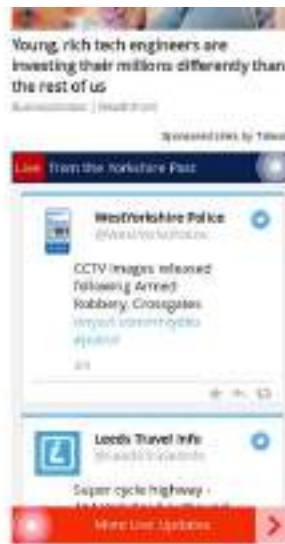 Young, rich tech engineers are
investing their millions differently than
the rest of us
Sponsored Links by Taboola
Live from the Yorkshire Post
WestYorkshire Police
@WestYorksPolice
CCTV images released
following Armed
Robbery, Crossgates
Leeds Travel Info
Super cycle highway -
More Live Updates